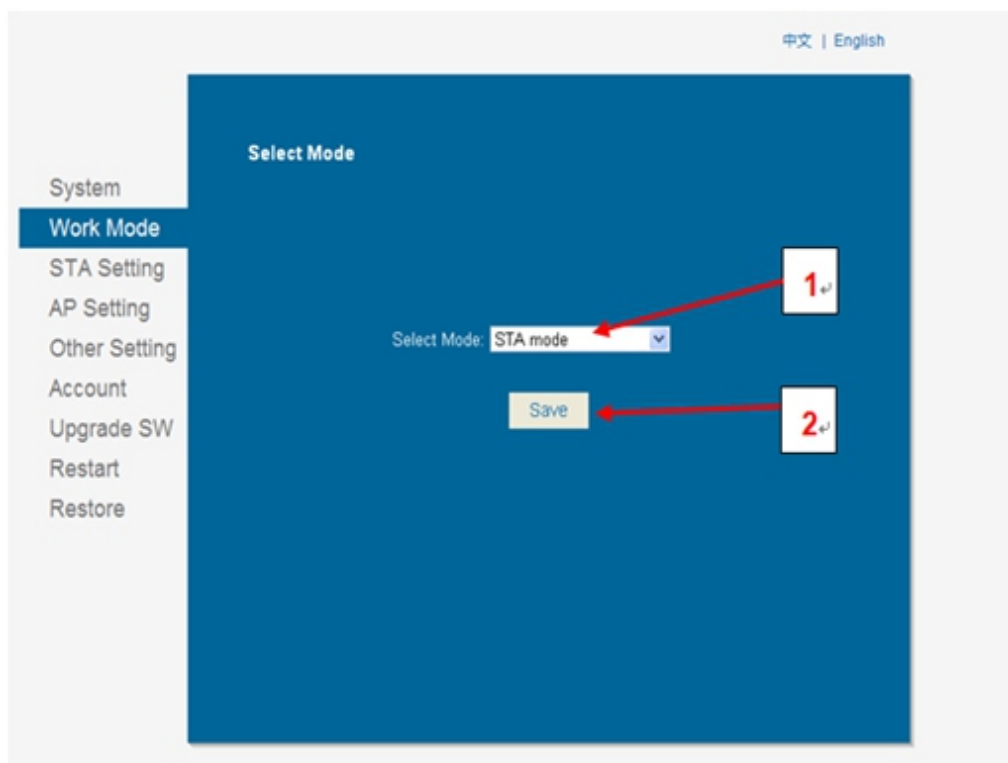 中文 | English
Select Mode
System
Work Mode
STA Setting
AP Setting
Other Setting
Account
Upgrade SW
Restart
Restore
Select Mode: STA mode
Save
1
2